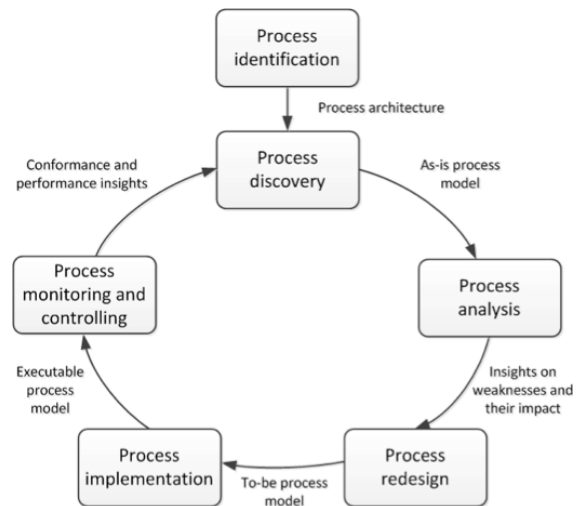 Process
identification
Process architecture
Process
discovery
As-is process
model
Process
analysis
Insights on
weaknesses and
their impact
Process
redesign
To-be process
model
Process
implementation
Executable
process
model
Process
monitoring and
controlling
Conformance and
performance insights